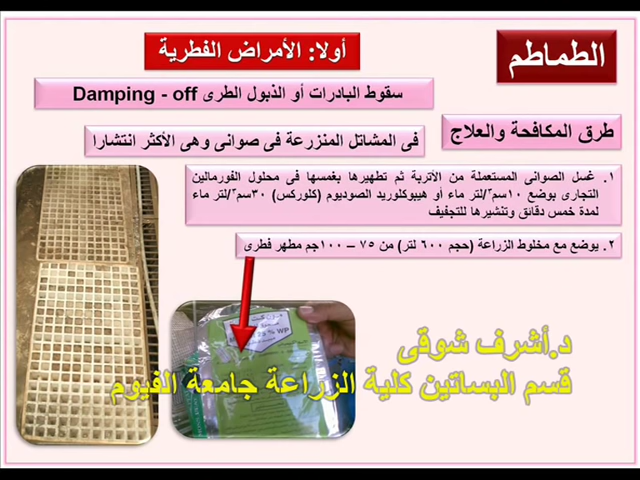 الطماطم
أولا: الأمراض الفطرية
سقوط البادرات أو الذبول الطرى Damping - off
طرق المكافحة والعلاج
فى المشاتل المنزرعة فى صوانى وهى الأكثر انتشارا
١. غسل الصوانى المستعملة من الأتربة ثم تطهيرها بغمسها فى محلول الفورمالين
التجارى بوضع ١٠سم٣/لتر ماء أو هيبوكلوريد الصوديوم (كلوركس) ٣٠سم٣/لتر ماء
لمدة خمس دقائق وتنشيرها للتجفيف
٢. يوضع مع مخلوط الزراعة (حجم ٦٠٠ لتر) من ٧٥ – ١٠٠جم مطهر فطرى
25 % WP
د.أشرف شوقى
قسم البساتين كلية الزراعة جامعة الفيوم